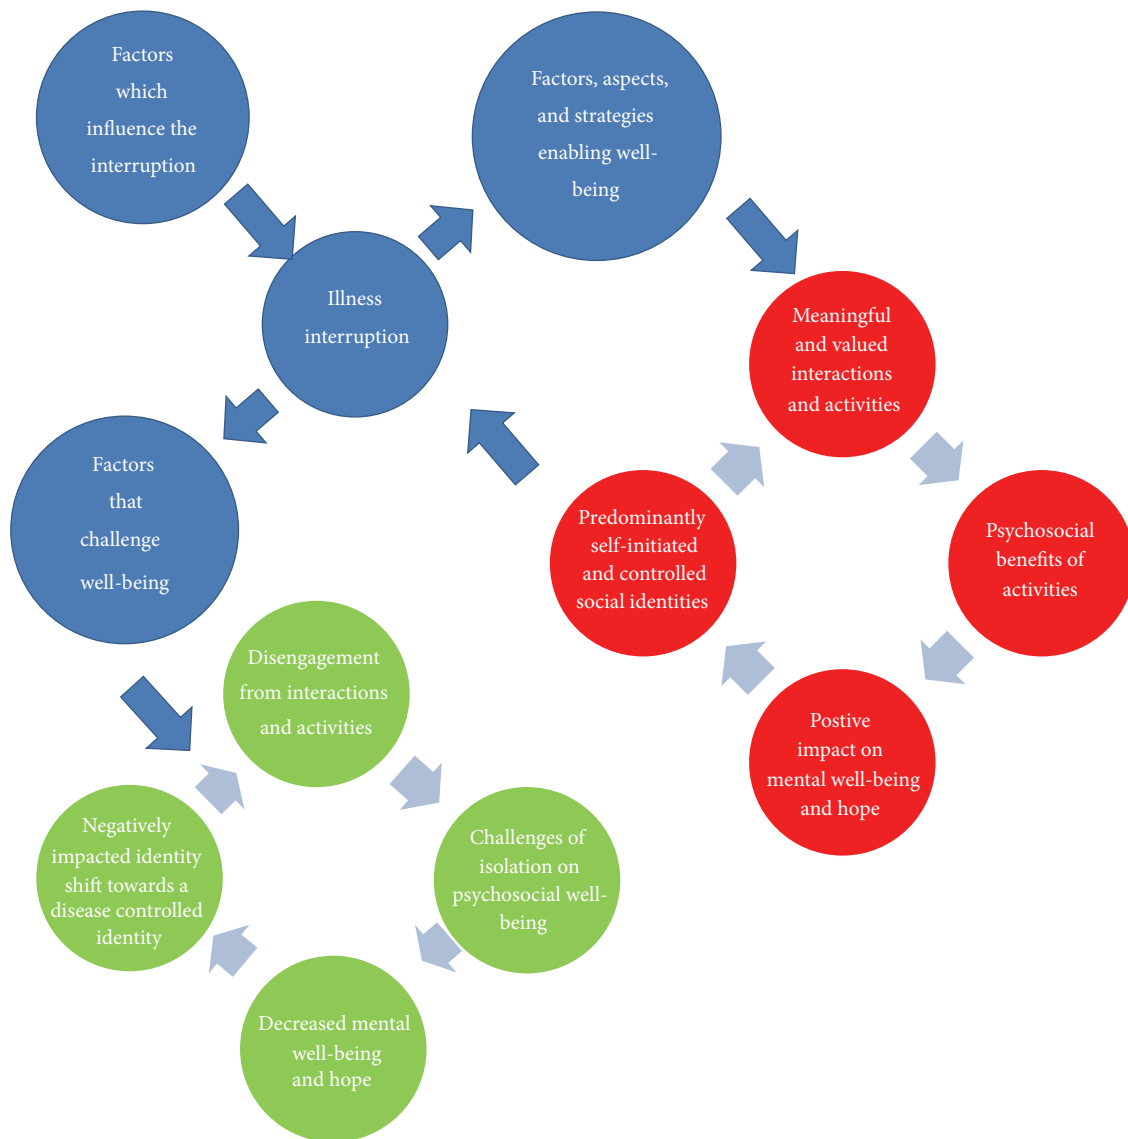 Factors
which
influence the
interruption
Factors, aspects,
and strategies
enabling well-
being
Illness
interruption
Meaningful
and valued
interactions
and activities
Factors
that
challenge
well-being
Predominantly
self-initiated
and controlled
social identities
Psychosocial
benefits of
activities
Disengagement
from interactions
and activities
Postive
impact on
mental well-being
and hope
Negatively
impacted identity
shift towards a
disease controlled
identity
Challenges of
isolation on
psychosocial well-
being
Decreased mental
well-being
and hope